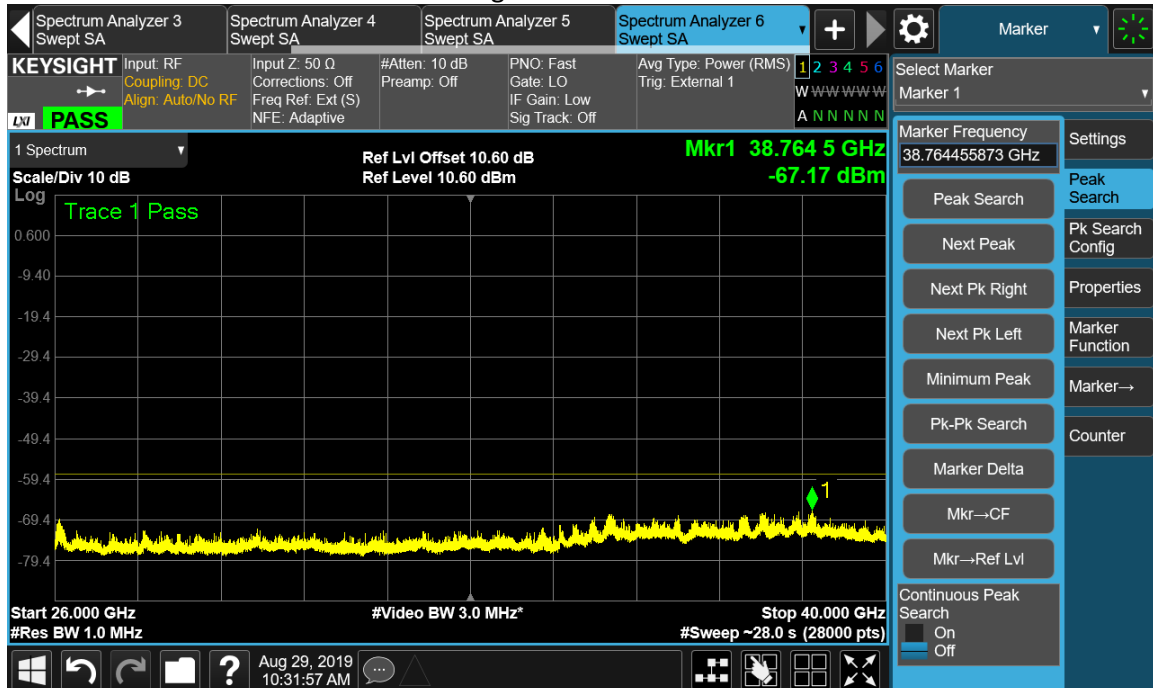 Spectrum Analyzer 3
Swept SA
Spectrum Analyzer 4
Swept SA
Spectrum Analyzer 5
Swept SA
Spectrum Analyzer 6
Swept SA
+
Marker
KEYSIGHT
LXI PASS
Input: RF
Coupling: DC
Align: Auto/No RF
Input Z: 50 Ω
Corrections: Off
Freq Ref: Ext (S)
NFE: Adaptive
#Atten: 10 dB
Preamp: Off
PNO: Fast
Gate: LO
IF Gain: Low
Sig Track: Off
Avg Type: Power (RMS)
Trig: External 1
1 2 3 4 5 6
W W W W W W
A N N N N N
Select Marker
Marker 1
1 Spectrum
Scale/Div 10 dB
Ref Lvl Offset 10.60 dB
Ref Level 10.60 dBm
Mkr1 38.764 5 GHz
-67.17 dBm
Log
Trace 1 Pass
0.600
-9.40
-19.4
-29.4
-39.4
-49.4
-59.4
-69.4
-79.4
1
Start 26.000 GHz
#Res BW 1.0 MHz
#Video BW 3.0 MHz*
Stop 40.000 GHz
#Sweep ~28.0 s (28000 pts)
Marker Frequency
38.764455873 GHz
Peak Search
Next Peak
Next Pk Right
Next Pk Left
Minimum Peak
Pk-Pk Search
Marker Delta
Mkr→CF
Mkr→Ref Lvl
Continuous Peak
Search
On
Off
Settings
Peak
Search
Pk Search
Config
Properties
Marker
Function
Marker→
Counter
?
Aug 29, 2019
10:31:57 AM